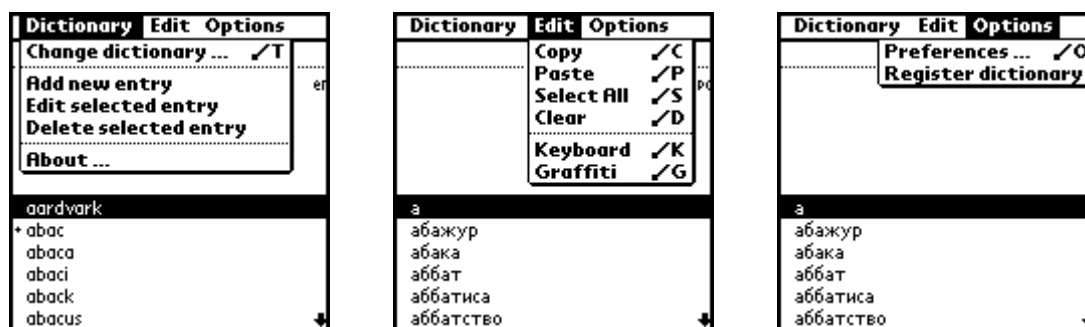 Dictionary Edit Options
Change dictionary ... ✓T
Add new entry
er
Edit selected entry
Delete selected entry
About ...
aardvark
abac
abaca
abaci
aback
abacus
Dictionary Edit Options
Copy ✓C
Paste ✓P
Select All ✓S
Clear ✓D
Keyboard ✓K
Graffiti ✓G
а
абажур
абака
аббат
аббатиса
аббатство
Dictionary Edit Options
Preferences ... ✓O
Register dictionary
а
абажур
абака
аббат
аббатиса
аббатство